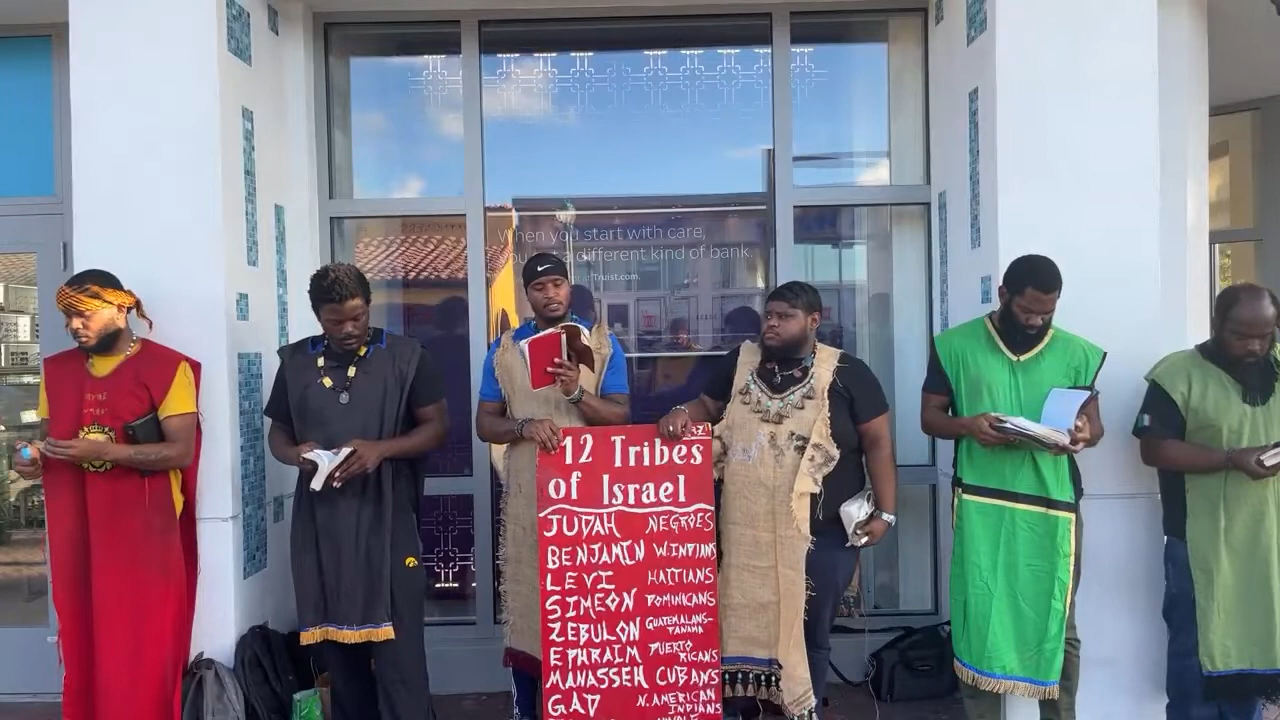 When you start with care,
a different kind of bank.
at Truist.com.
12 Tribes
of Israel
JUDAH NEGROES
BENJAMIN W.INDIANS
LEVI HAITIANS
SIMEON DOMINICANS
ZEBULON GUATEMALANS-
PANAMA
EPHRAIM PUERTO
RICANS
MANASSEH CUBANS
GAD N.AMERICAN
INDIANS